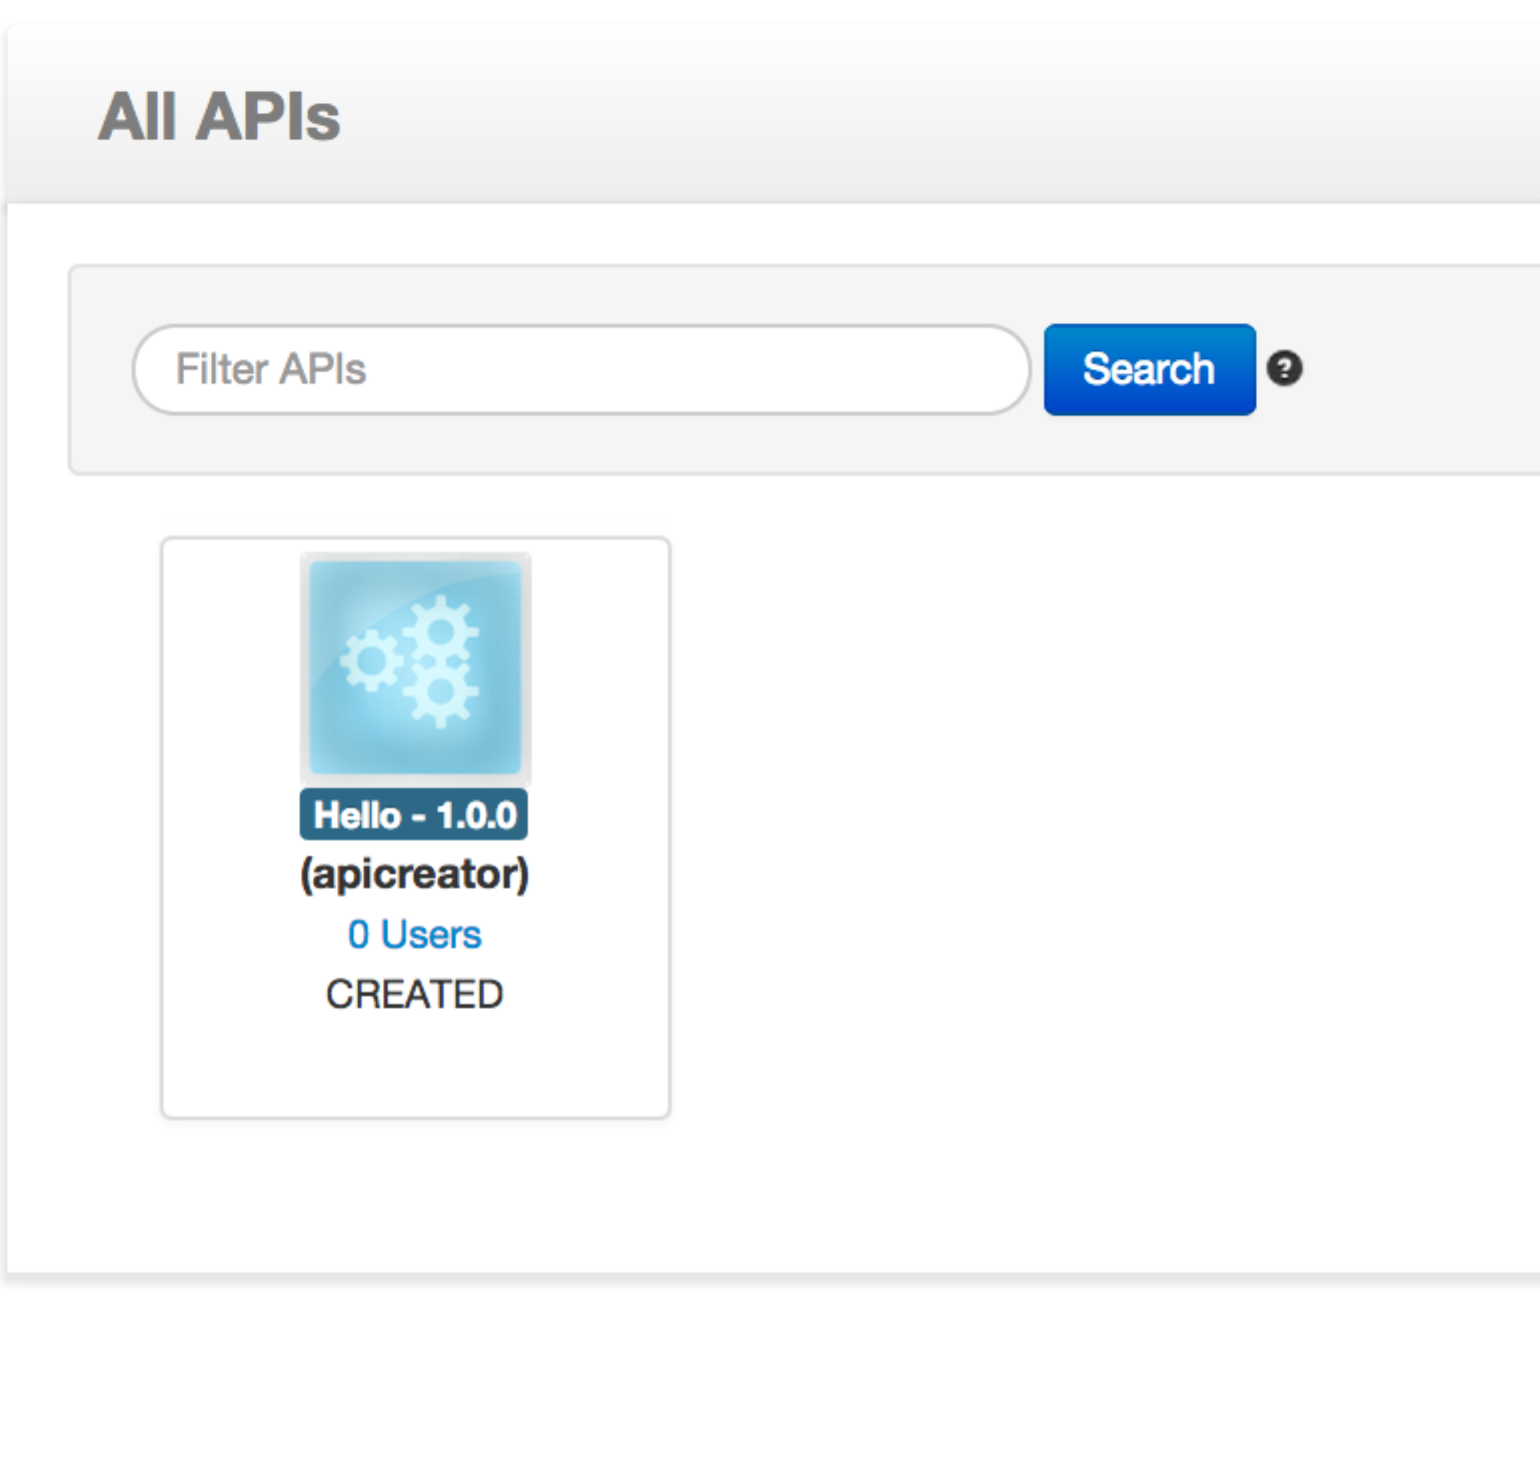 All APIs
Filter APIs
Search
?
Hello - 1.0.0
(apicreator)
0 Users
CREATED